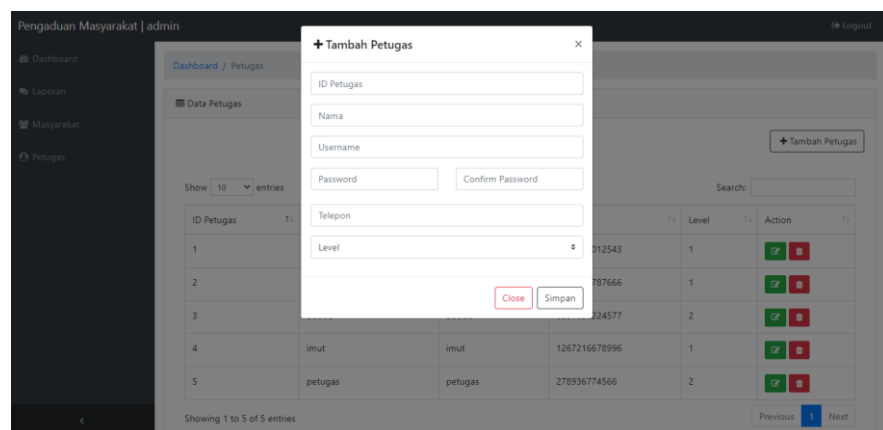 Pengaduan Masyarakat | admin
Logout
Dashboard
Laporan
Masyarakat
Petugas
Dashboard / Petugas
Data Petugas
Tambah Petugas
Show 10 entries
Search:
ID Petugas Level Action
1 012543 1
2 787666 1
3 224577 2
4 imut imut 1267216678996 1
5 petugas petugas 278936774566 2
Showing 1 to 5 of 5 entries
Previous 1 Next
Tambah Petugas ×
ID Petugas
Nama
Username
Password Confirm Password
Telepon
Level
Close Simpan